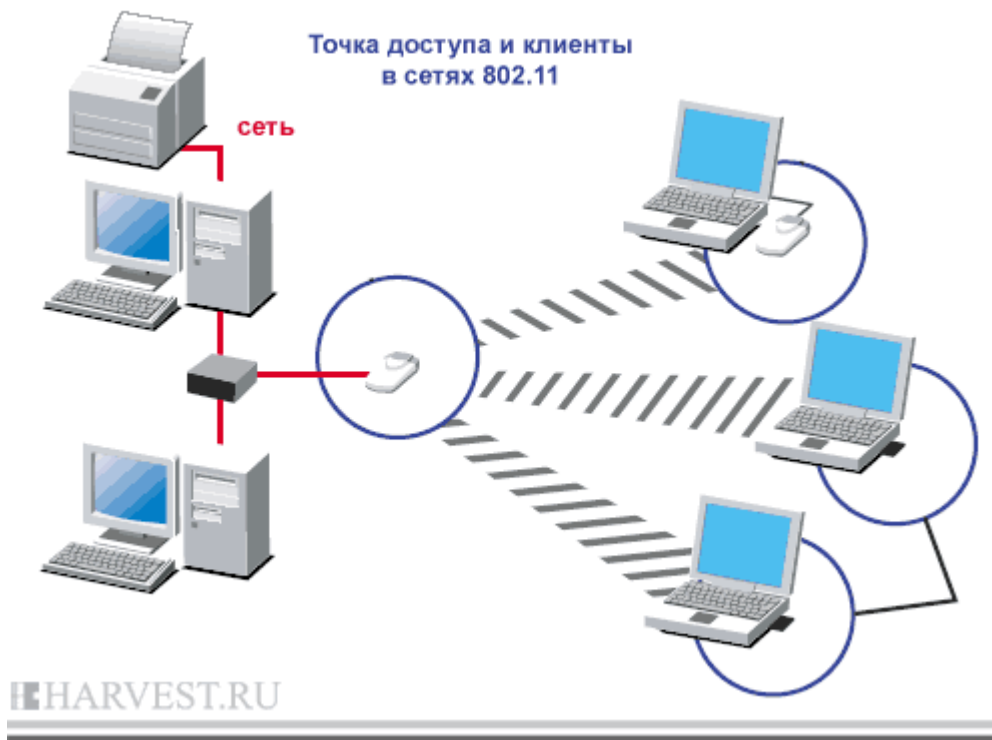 Точка доступа и клиенты
в сетях 802.11
сеть
HARVEST.RU